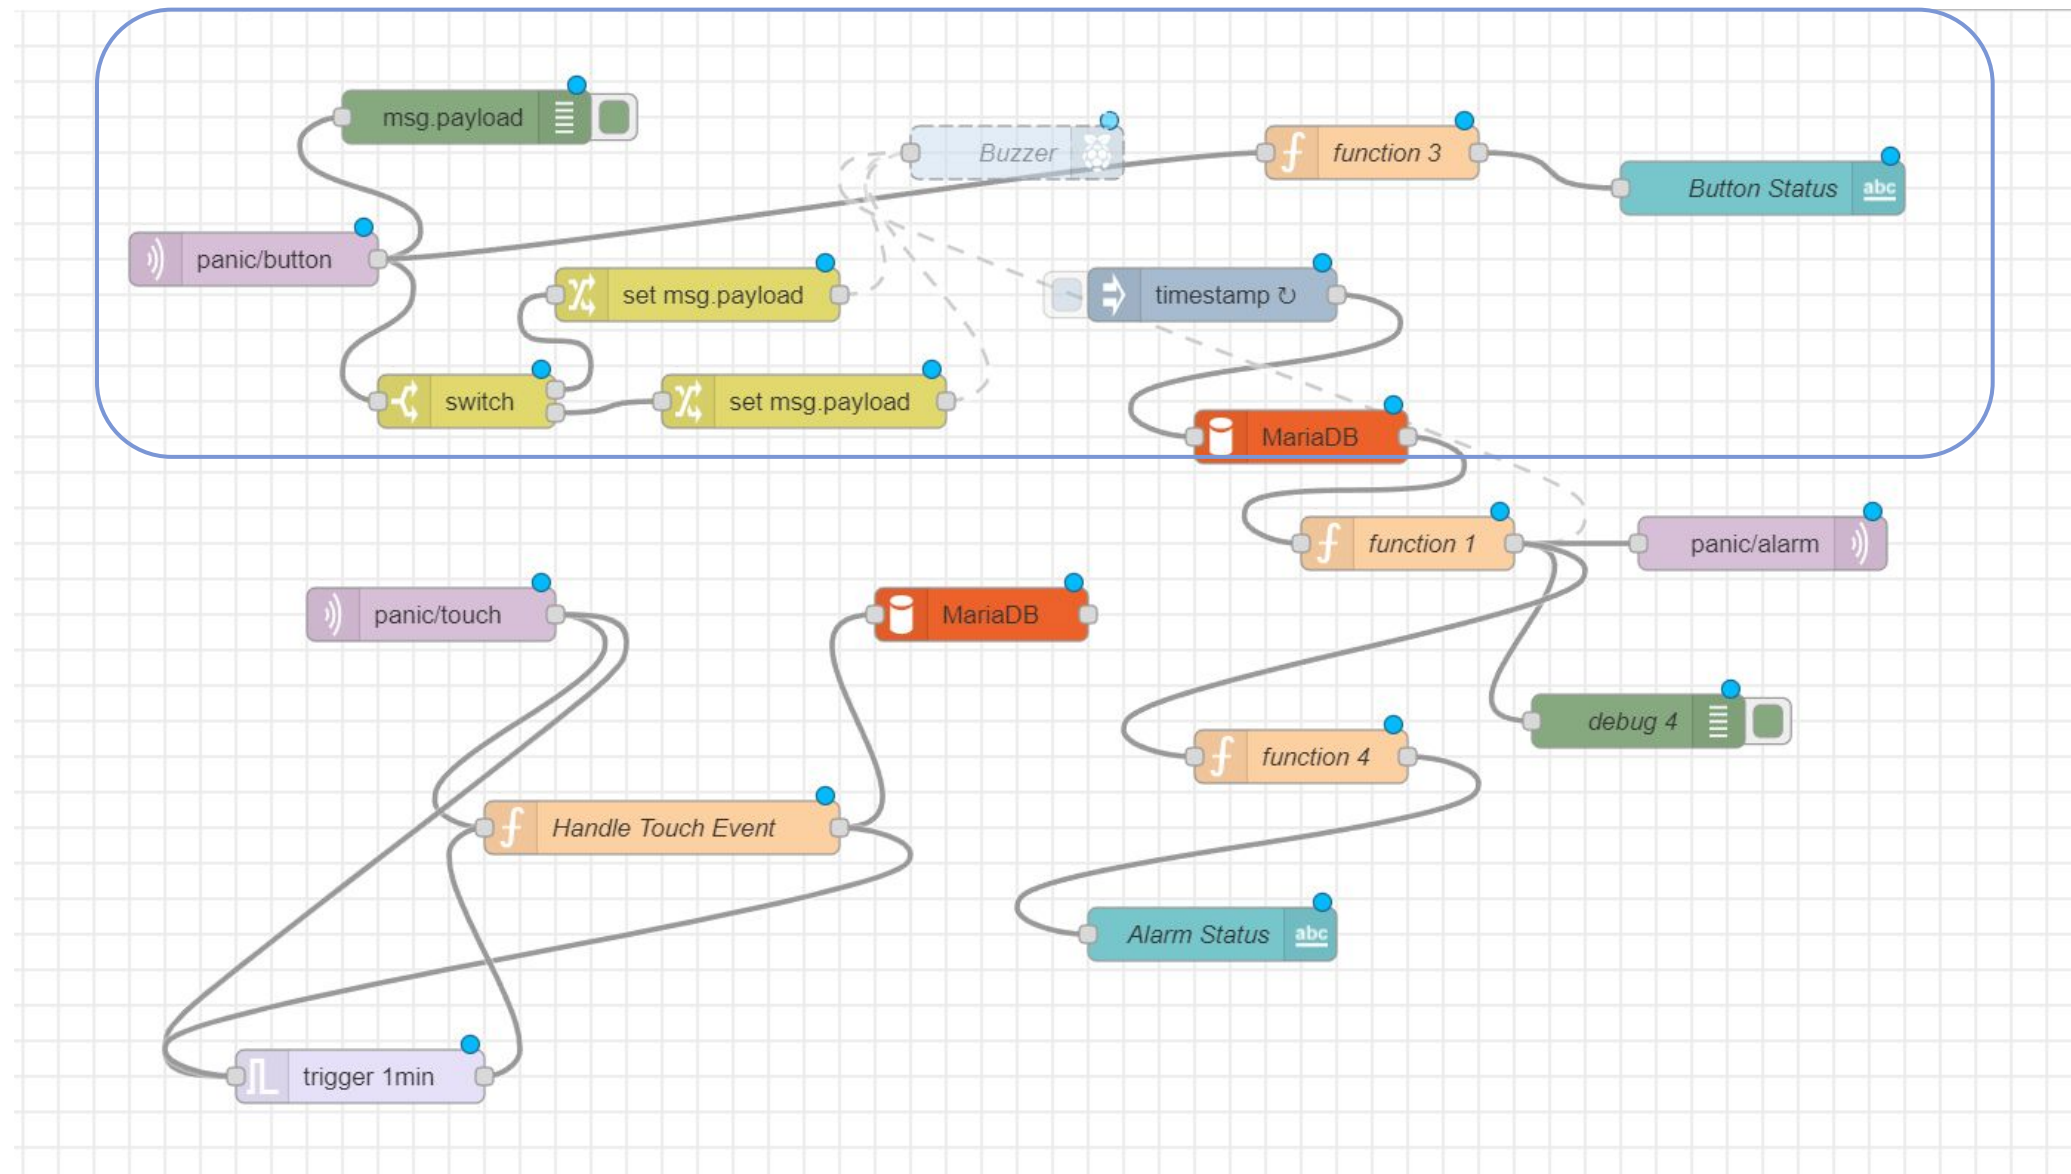 msg.payload
Buzzer
function 3
Button Status
abc
panic/button
set msg.payload
timestamp ↻
switch
set msg.payload
MariaDB
function 1
panic/alarm
panic/touch
MariaDB
debug 4
function 4
Handle Touch Event
Alarm Status
abc
trigger 1min